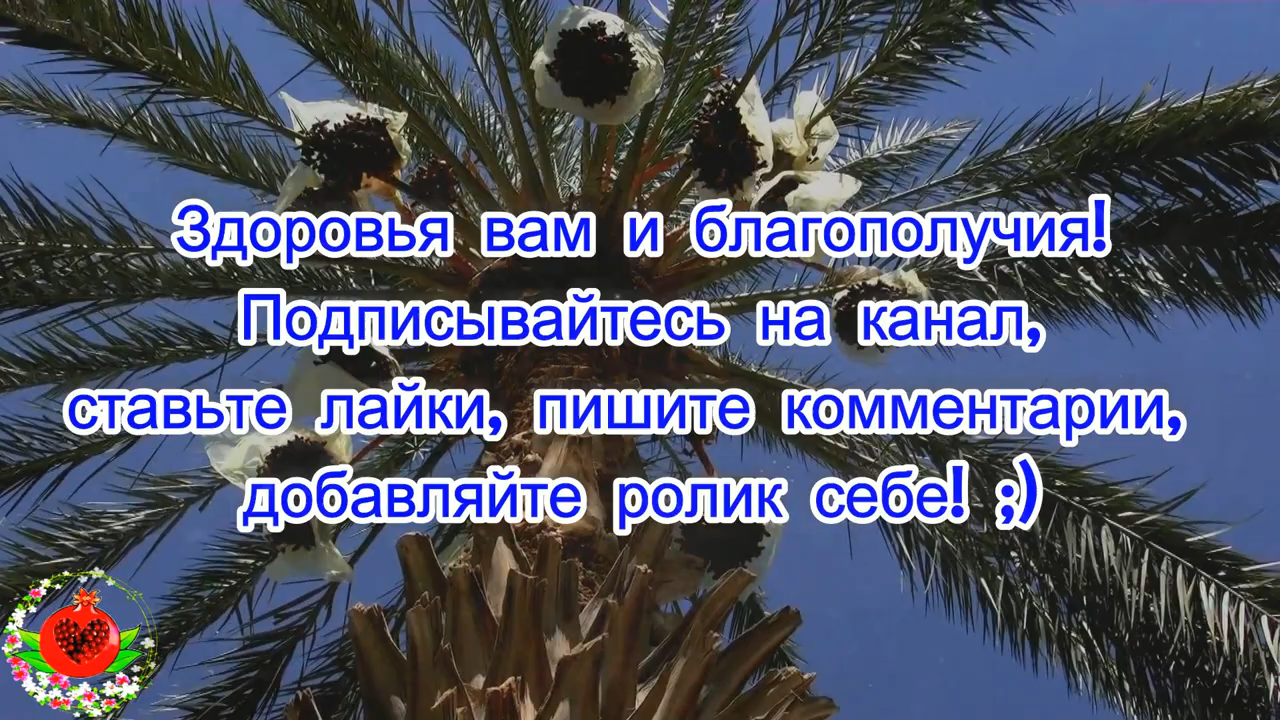 Здоровья вам и благополучия!
Подписывайтесь на канал,
ставьте лайки, пишите комментарии,
добавляйте ролик себе! ;)